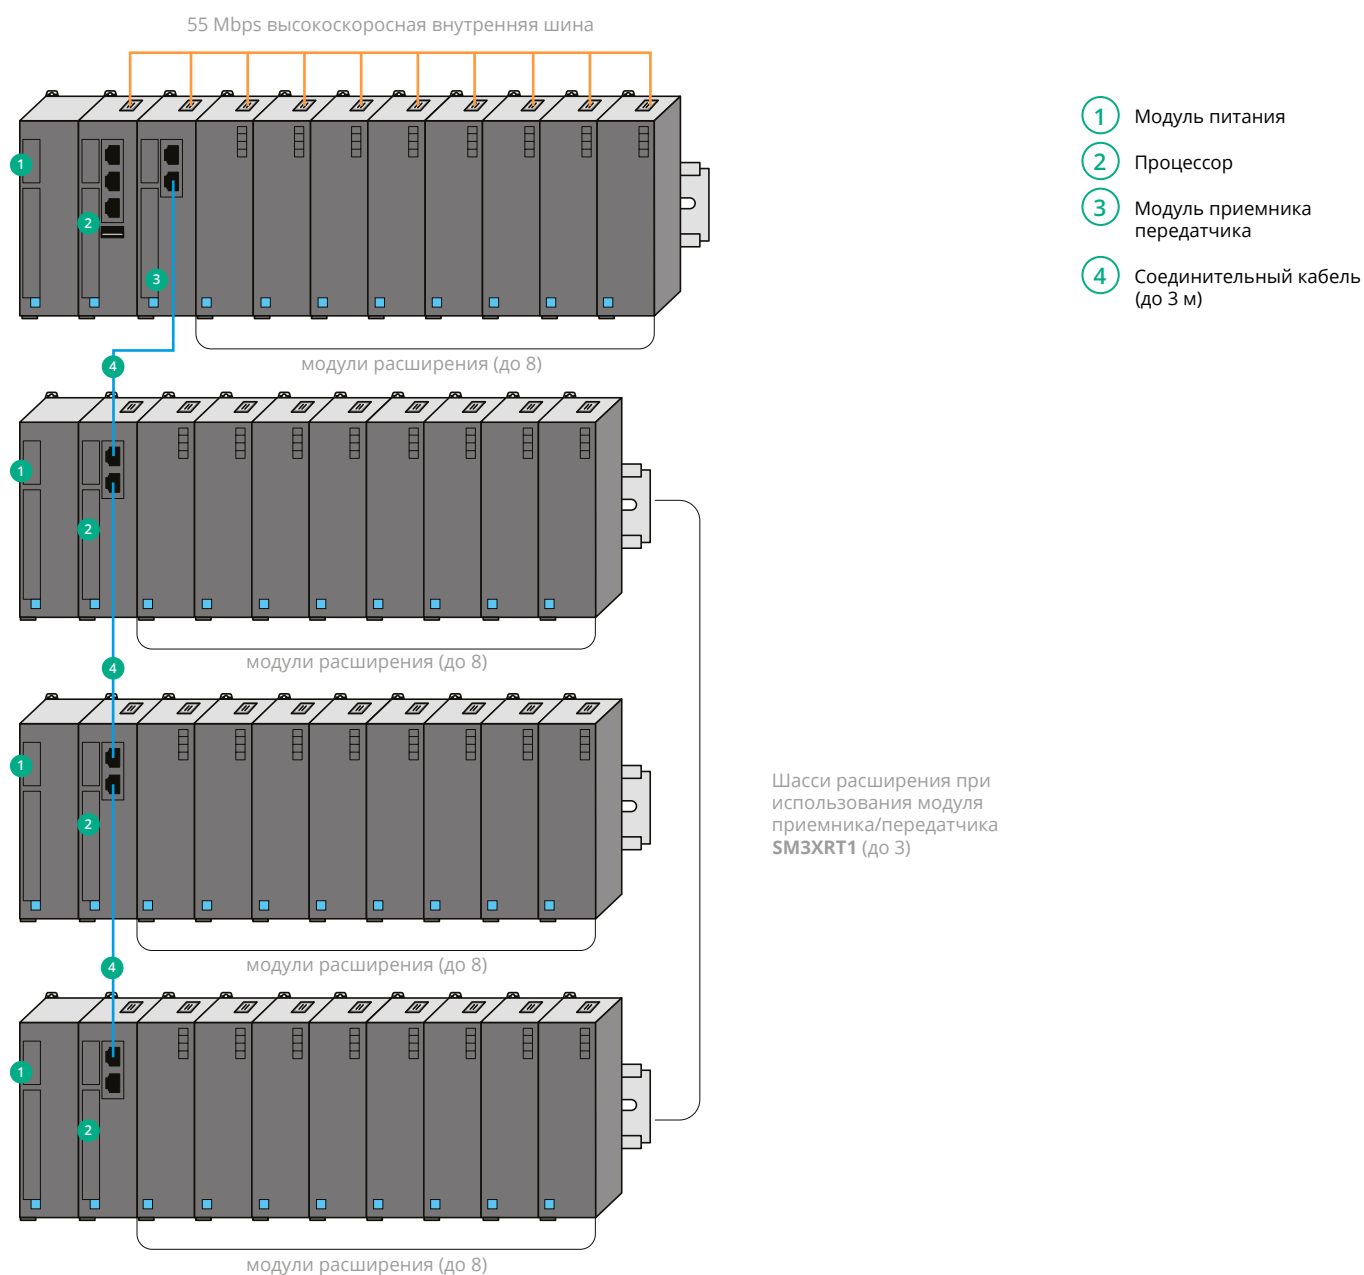 55 Mbps высокоскоросная внутренняя шина
1
2
3
1 Модуль питания
2 Процессор
3 Модуль приемника
передатчика
4 Соединительный кабель
(до 3 м)
модули расширения (до 8)
4
1
2
модули расширения (до 8)
4
1
2
Шасси расширения при
использования модуля
приемника/передатчика
SM3XRT1 (до 3)
модули расширения (до 8)
4
1
2
модули расширения (до 8)